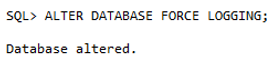 SQL> ALTER DATABASE FORCE LOGGING;
Database altered.